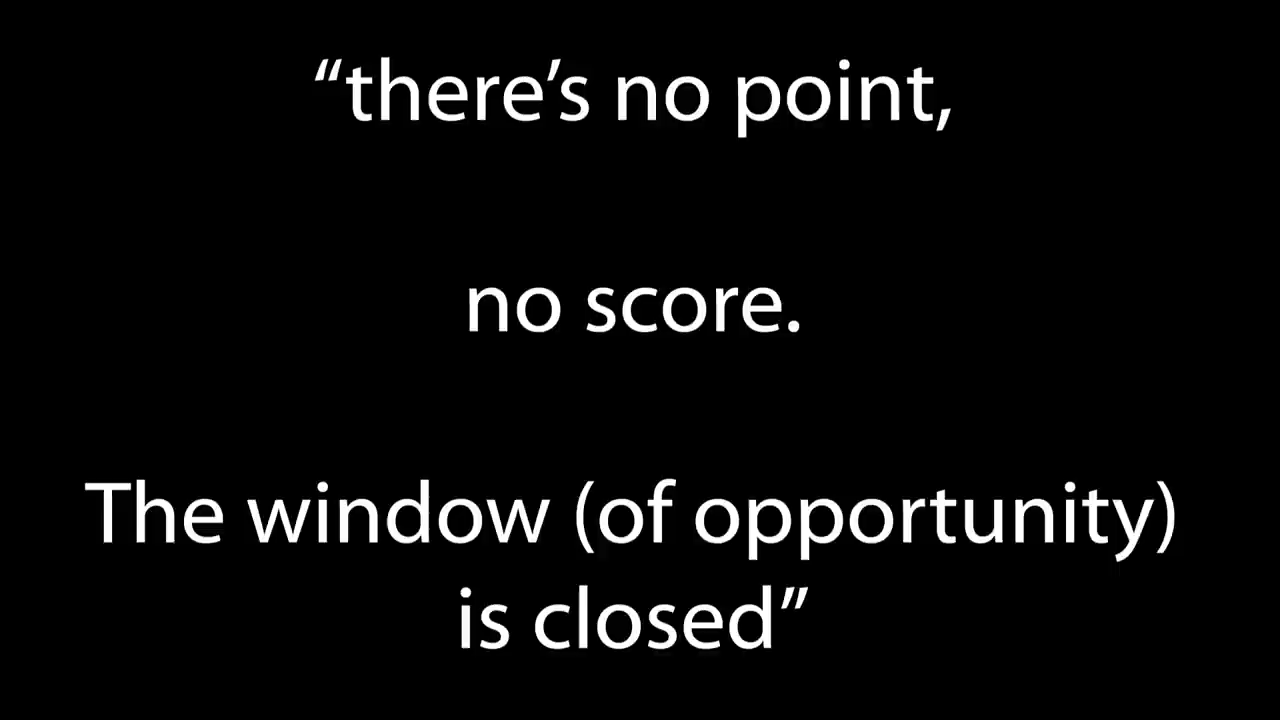 “there’s no point,
no score.
The window (of opportunity)
is closed”